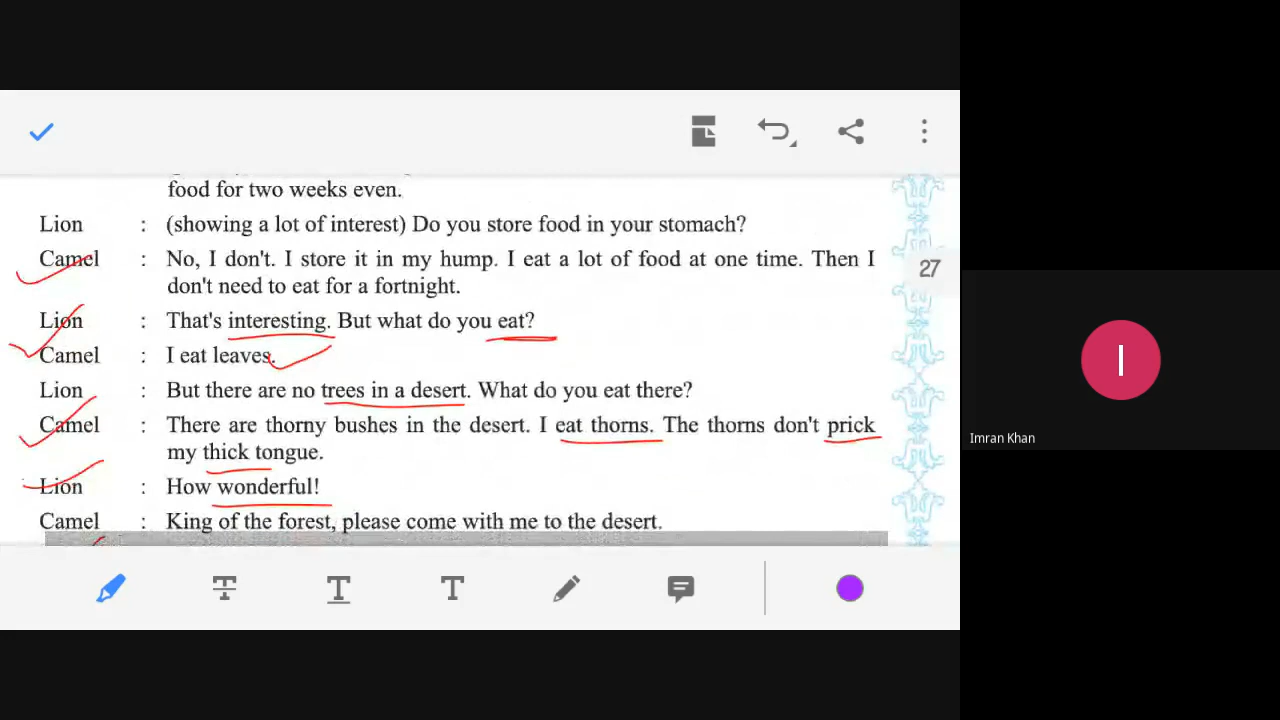 food for two weeks even.
Lion : (showing a lot of interest) Do you store food in your stomach?
Camel : No, I don't. I store it in my hump. I eat a lot of food at one time. Then I
don't need to eat for a fortnight.
27
Lion : That's interesting. But what do you eat?
Camel : I eat leaves.
Lion : But there are no trees in a desert. What do you eat there?
Camel : There are thorny bushes in the desert. I eat thorns. The thorns don't prick
my thick tongue.
Lion : How wonderful!
Camel : King of the forest, please come with me to the desert.
T T T
I
Imran Khan